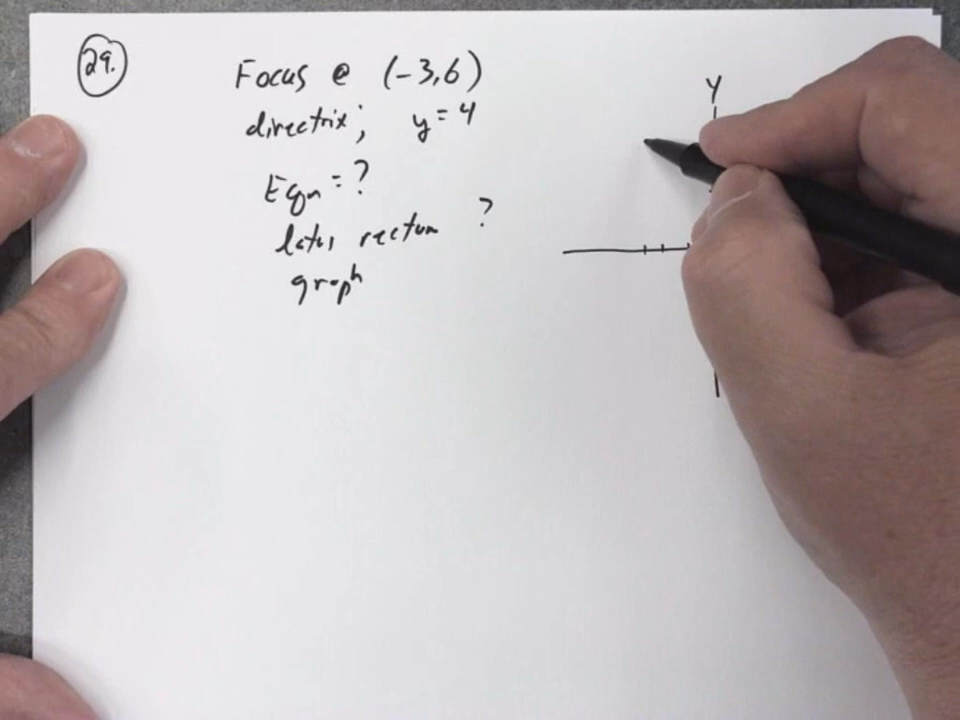 29.
Focus @ (-3,6)
directrix; y=4
Eqn = ?
latus rectum ?
graph
y